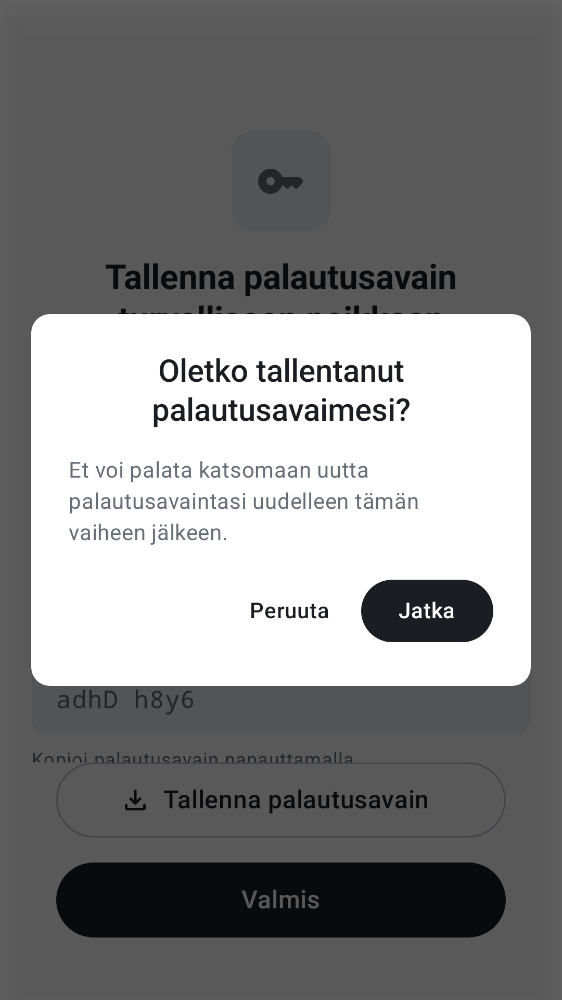 Tallenna palautusavain
Oletko tallentanut
palautusavaimesi?
Et voi palata katsomaan uutta
palautusavaintasi uudelleen tämän
vaiheen jälkeen.
Peruuta
Jatka
adhD h8y6
Kopioi palautusavain napauttamalla
Tallenna palautusavain
Valmis